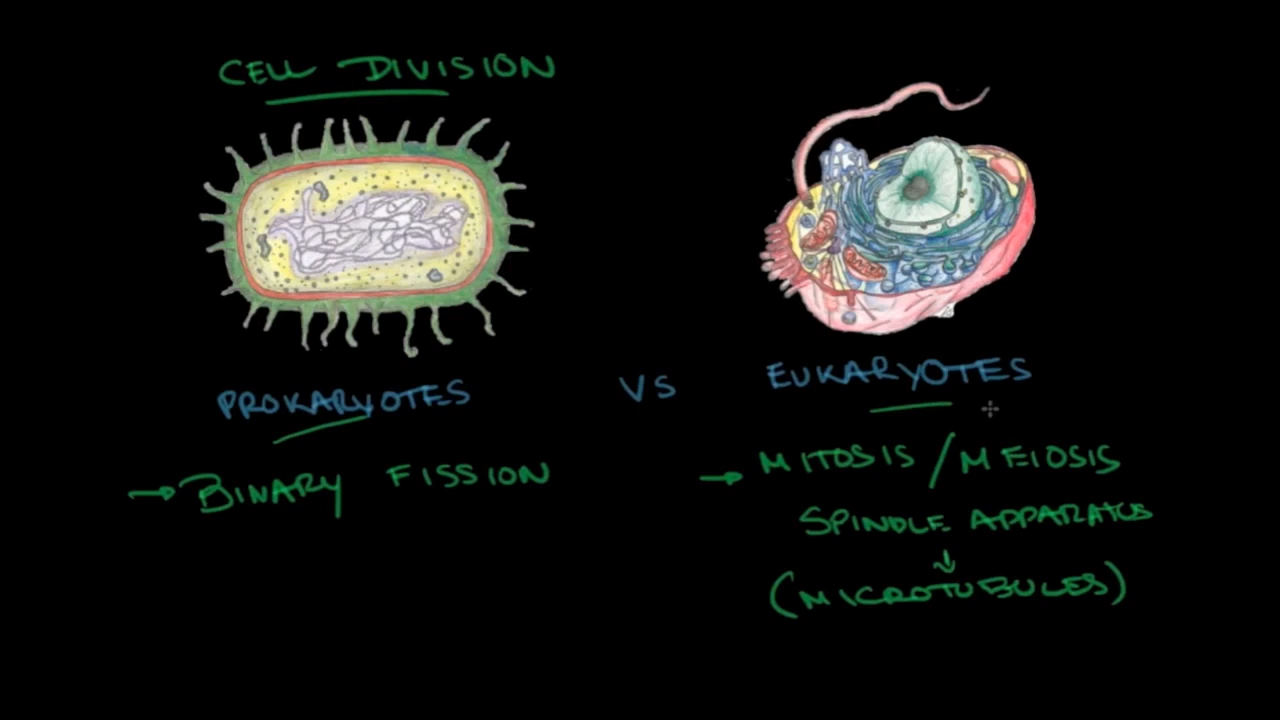 CELL DIVISION
PROKARYOTES VS EUKARYOTES
→ BINARY FISSION
→ MITOSIS / MEIOSIS
SPINDLE APPARATUS
↓
(MICROTUBULES)